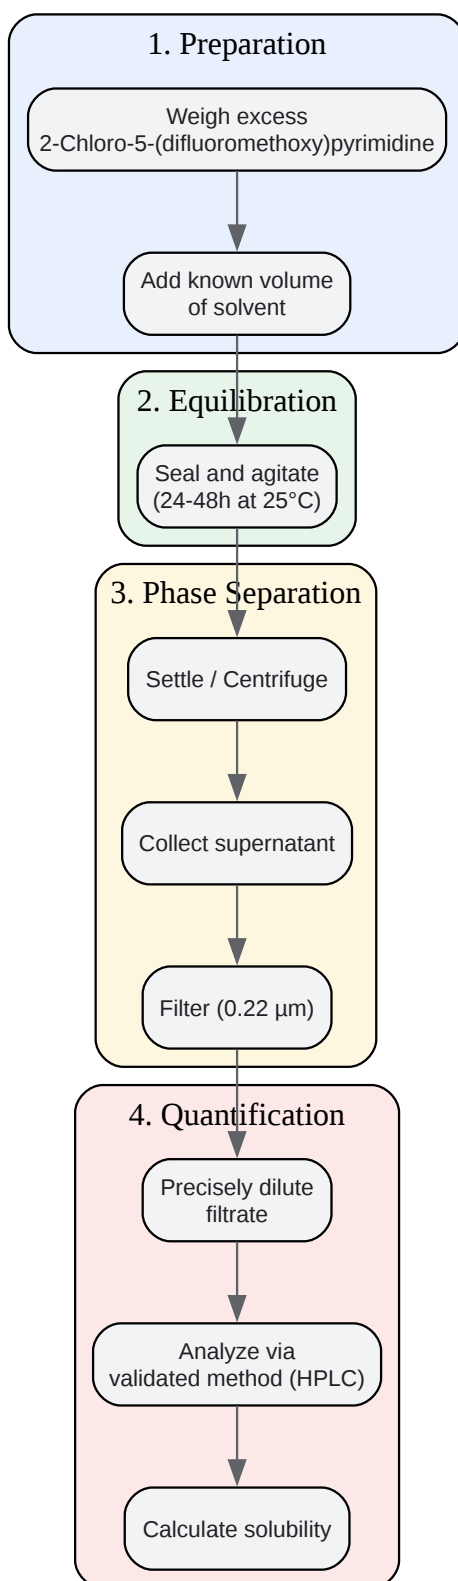 1. Preparation
Weigh excess
2-Chloro-5-(difluoromethoxy)pyrimidine
Add known volume
of solvent
2. Equilibration
Seal and agitate
(24-48h at 25°C)
3. Phase Separation
Settle / Centrifuge
Collect supernatant
Filter (0.22 µm)
4. Quantification
Precisely dilute
filtrate
Analyze via
validated method (HPLC)
Calculate solubility